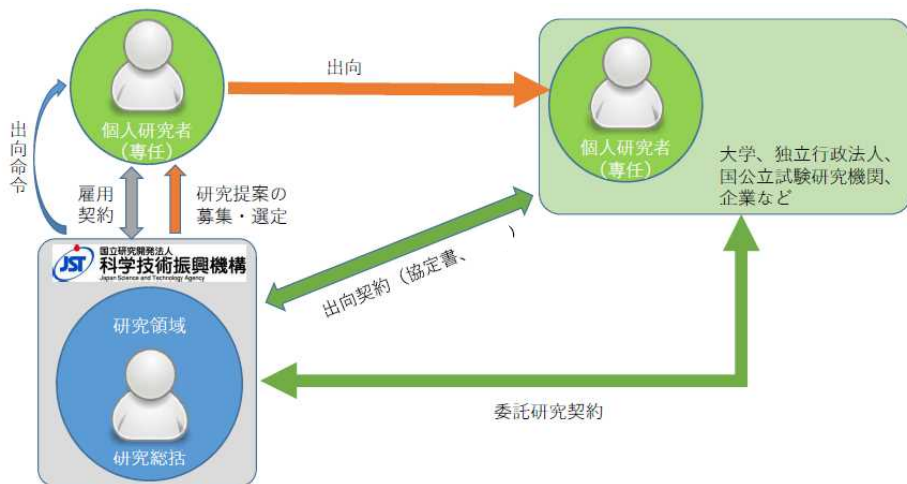 出向
個人研究者
（専任）
個人研究者
（専任）
大学、独立行政法人、
国公立試験研究機関、
企業など
出向命令
雇用
契約
研究提案の
募集・選定
JST
国立研究開発法人
科学技術振興機構
Japan Science and Technology Agency
出向契約（協定書、　　）
研究領域
研究総括
委託研究契約